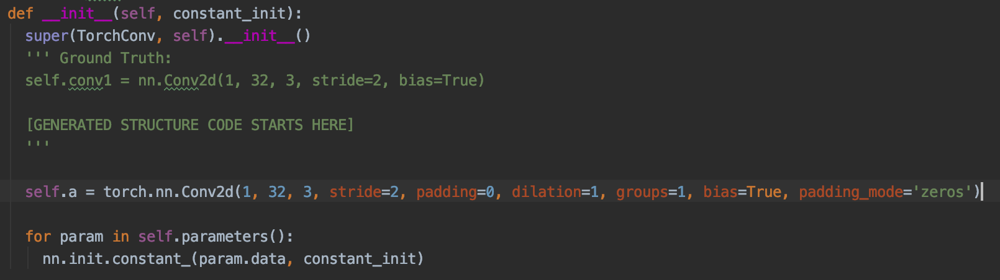 def __init__(self, constant_init):
super(TorchConv, self).__init__()
''' Ground Truth:
self.conv1 = nn.Conv2d(1, 32, 3, stride=2, bias=True)
[GENERATED STRUCTURE CODE STARTS HERE]
'''
self.a = torch.nn.Conv2d(1, 32, 3, stride=2, padding=0, dilation=1, groups=1, bias=True, padding_mode='zeros')
for param in self.parameters():
nn.init.constant_(param.data, constant_init)